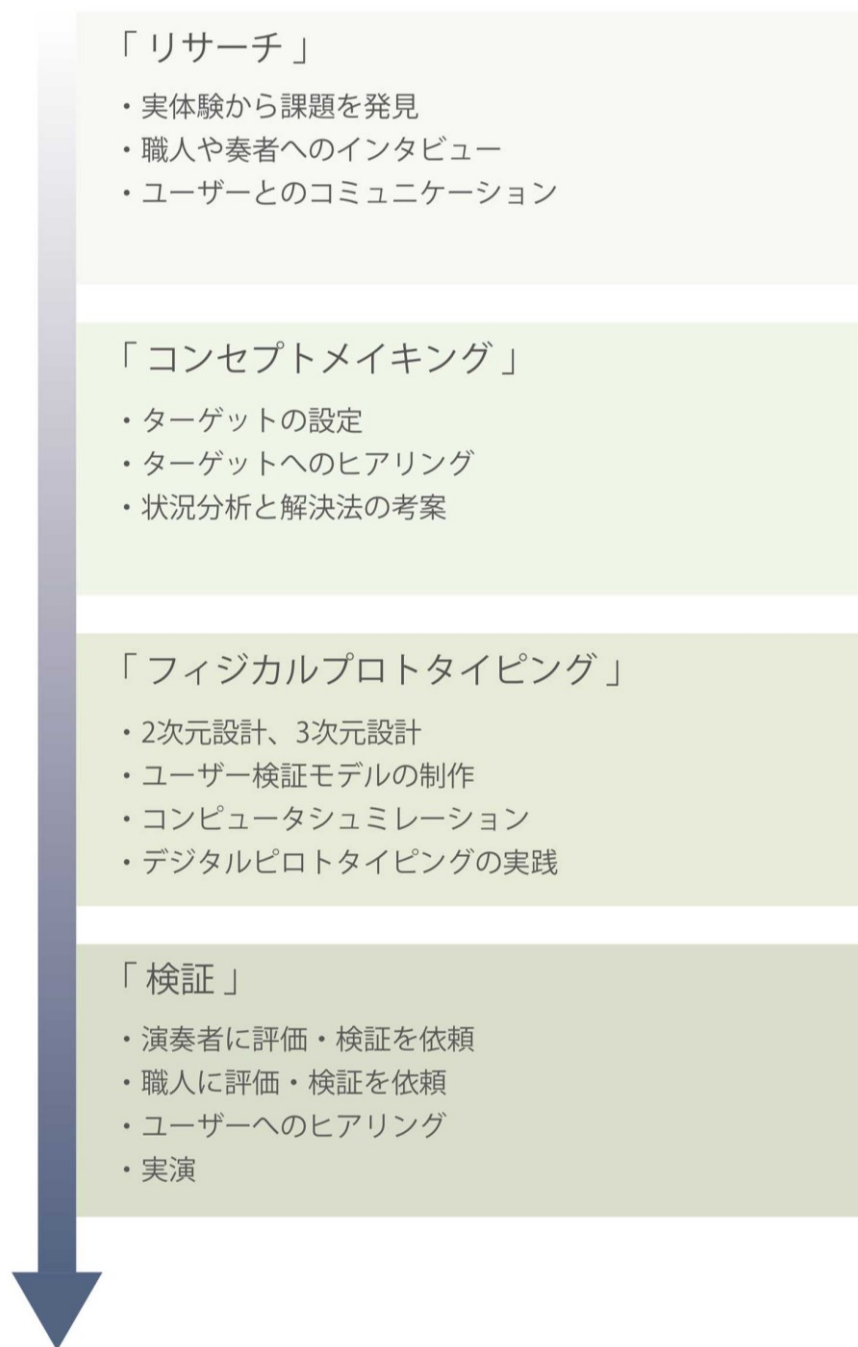 「 リサーチ 」
・実体験から課題を発見
・職人や奏者へのインタビュー
・ユーザーとのコミュニケーション
「 コンセプトメイキング 」
・ターゲットの設定
・ターゲットへのヒアリング
・状況分析と解決法の考案
「 フィジカルプロトタイピング 」
・2次元設計、3次元設計
・ユーザー検証モデルの制作
・コンピュータシュミレーション
・デジタルピロトタイピングの実践
「 検証 」
・演奏者に評価・検証を依頼
・職人に評価・検証を依頼
・ユーザーへのヒアリング
・実演